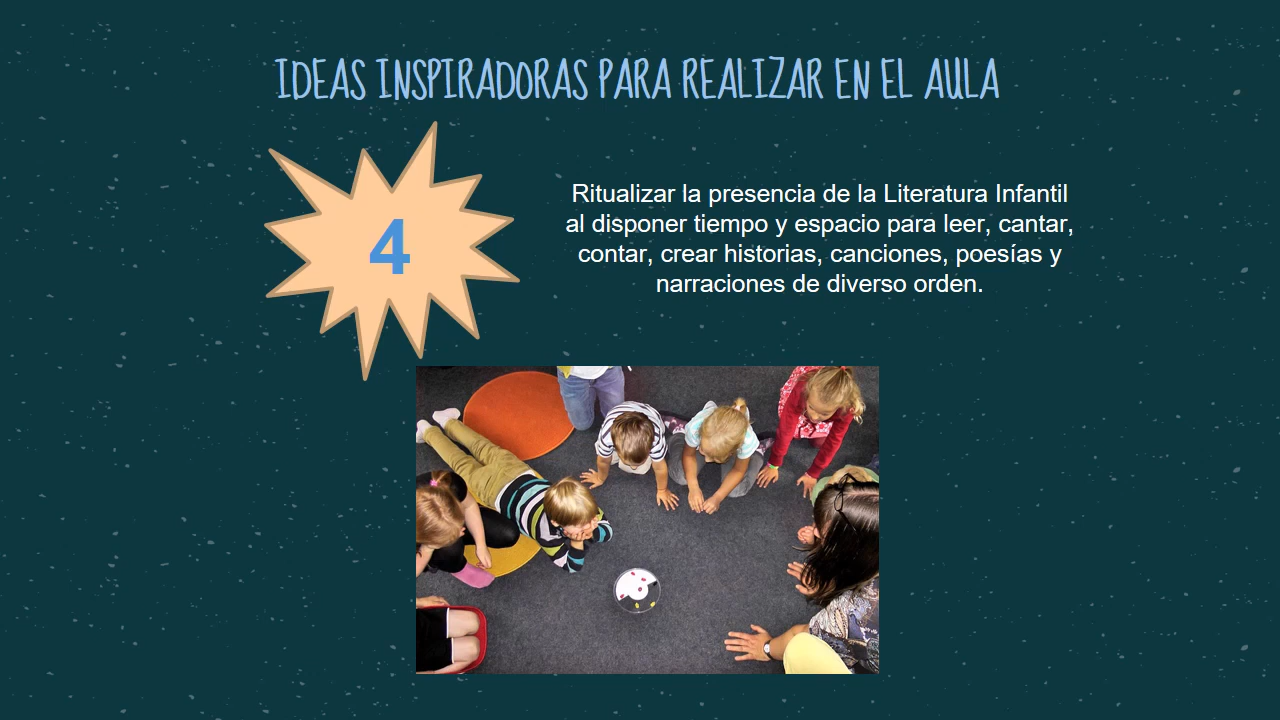 IDEAS INSPIRADORAS PARA REALIZAR EN EL AULA
4
Ritualizar la presencia de la Literatura Infantil
al disponer tiempo y espacio para leer, cantar,
contar, crear historias, canciones, poesías y
narraciones de diverso orden.